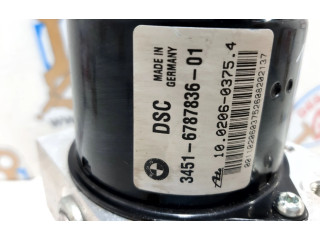 MADE IN
GERMANY
DSC
3451-6787836-01
10.0206-0375.4